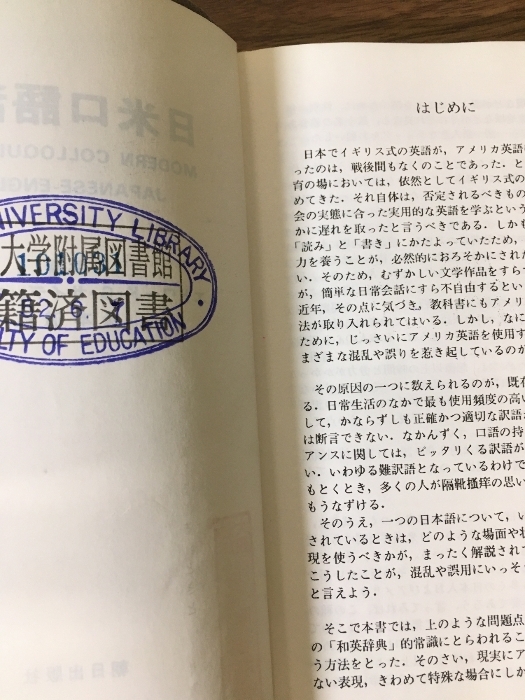 日米口語
MODERN COLLOQUI
JAPANESE-ENGL
UNIVERSITY LIBRARY
大学附属図書館
101031
籍済図書
TY OF EDUCATION
朝日出版社
はじめに
日本でイギリス式の英語が，アメリカ英語
ったのは，戦後間もなくのことであった．と
育の場においては，依然としてイギリス式の
めてきた．それ自体は，否定されるべきもの
会の実態に合った実用的な英語を学ぶという
かに遅れを取ったと言うべきである．しかも
「読み」と「書き」にかたよっていたため，
力を養うことが，必然的におろそかにされた
い．そのため，むずかしい文学作品をすら
が，簡単な日常会話にすら不自由するとい
近年，その点に気づき，教科書にもアメリ
法が取り入れられてはいる．しかし，なに
ために，じっさいにアメリカ英語を使用す
まざまな混乱や誤りを惹き起しているのが
その原因の一つに数えられるのが，既存
る．日常生活のなかで最も使用頻度の高い
して，かならずしも正確かつ適切な訳語
は断言できない．なかんずく，口語の持
アンスに関しては，ピッタリくる訳語が
い．いわゆる難訳語となっているわけで
もとくとき，多くの人が隔靴搔痒の思い
もうなずける．
そのうえ，一つの日本語について，い
されているときは，どのような場面や状
現を使うべきかが，まったく解説されて
こうしたことが，混乱や誤用にいっそ
と言えよう．
そこで本書では，上のような問題点
の「和英辞典」的常識にとらわれるこ
う方法をとった．そのさい，現実にア
ない表現，きわめて特殊な場合にしか